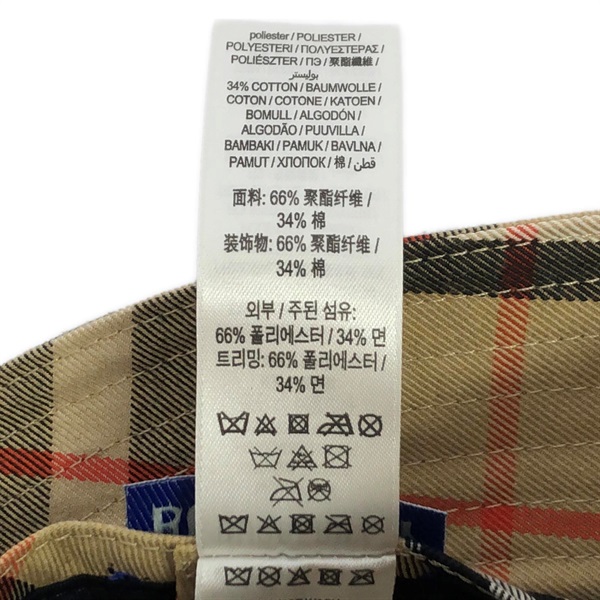 poliester / POLIESTER /
POLYESTERI / ΠΟΛΥΕΣΤΕΡΑΣ /
POLIÉSZTER / ПЭ / 聚酯纖維 /
بوليستر
34% COTTON / BAUMWOLLE /
COTON / COTONE / KATOEN /
BOMULL / ALGODÓN /
ALGODÃO / PUUVILLA /
BAMBAKI / PAMUK / BAVLNA /
PAMUT / ХЛОПОК / 棉 / قطن /
面料: 66% 聚酯纤维 /
34% 棉
装饰物: 66% 聚酯纤维 /
34% 棉
외부 / 주된 섬유:
66% 폴리에스터 / 34% 면
트리밍: 66% 폴리에스터 /
34% 면